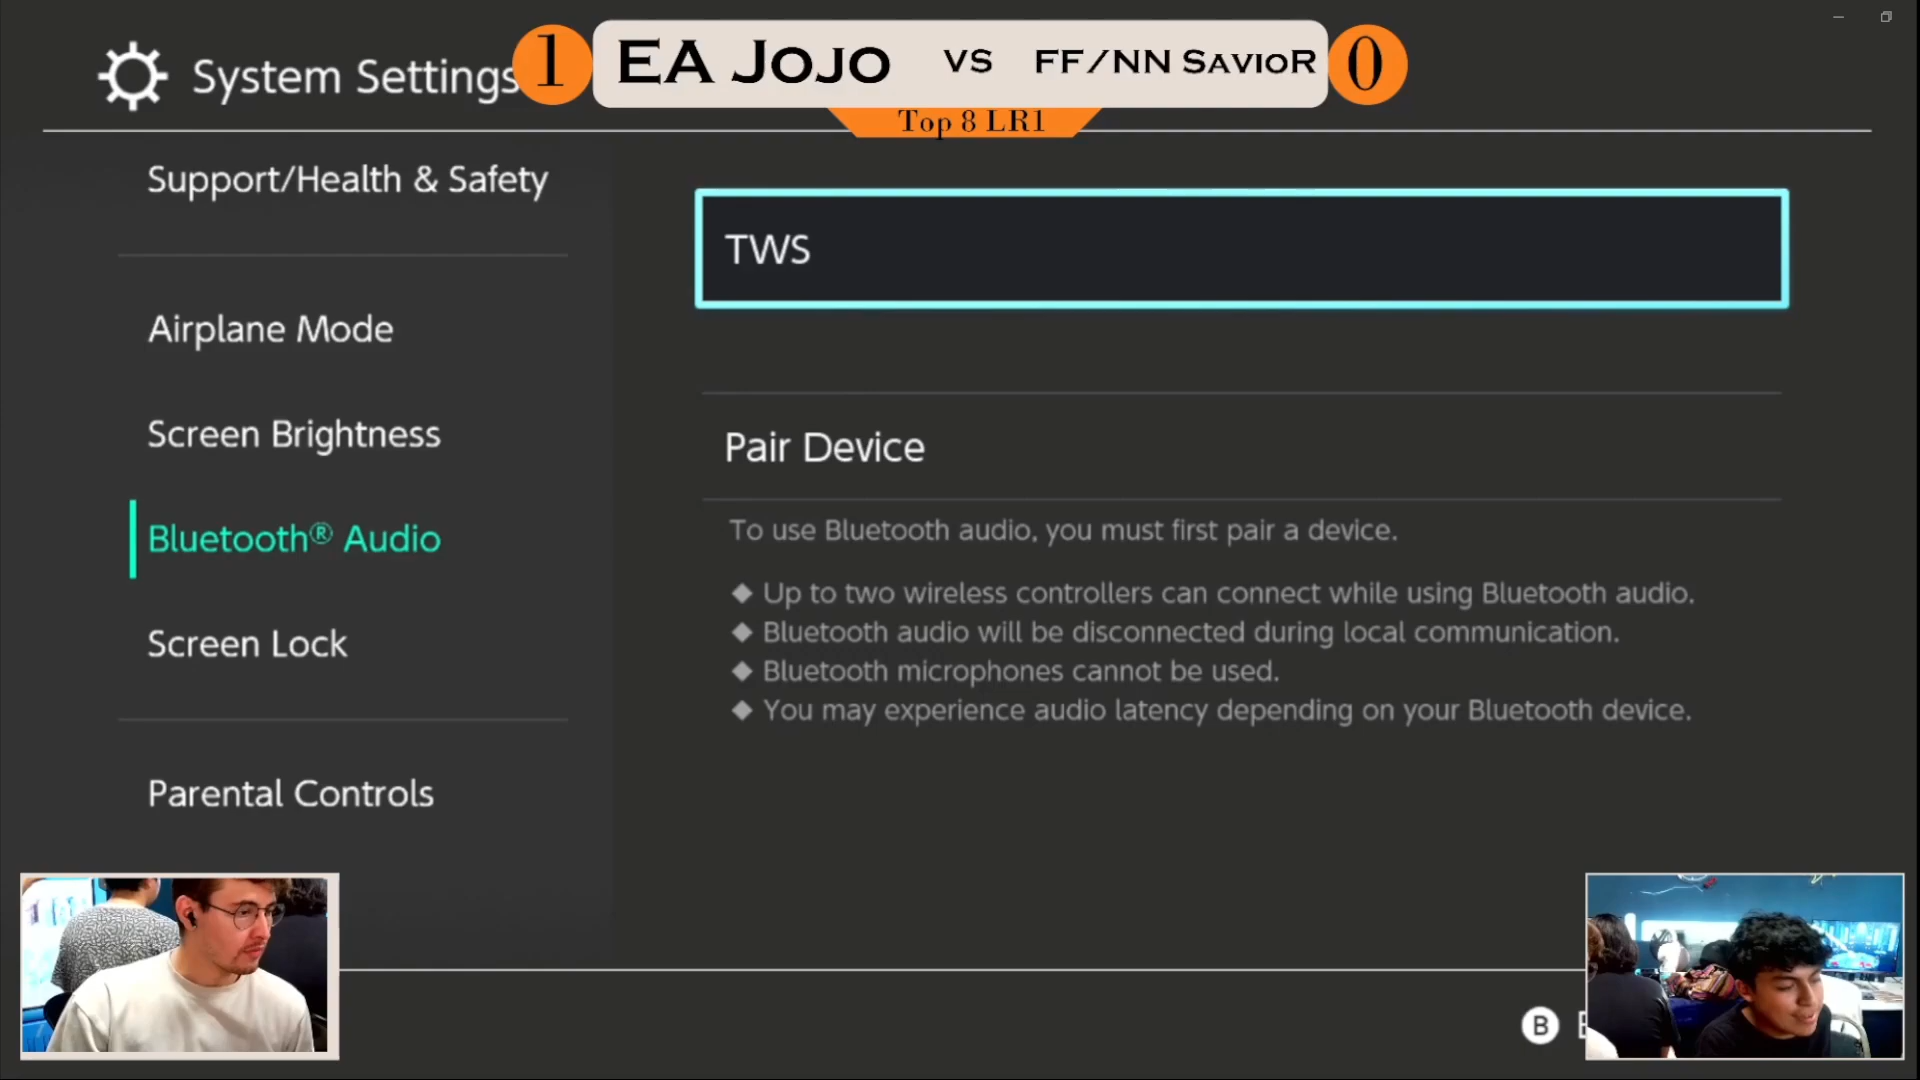 System Settings
1 EA JoJo VS FF/NN SavioR 0
Top 8 LR1
Support/Health & Safety
Airplane Mode
Screen Brightness
Bluetooth® Audio
Screen Lock
Parental Controls
TWS
Pair Device
To use Bluetooth audio, you must first pair a device.
◆ Up to two wireless controllers can connect while using Bluetooth audio.
◆ Bluetooth audio will be disconnected during local communication.
◆ Bluetooth microphones cannot be used.
◆ You may experience audio latency depending on your Bluetooth device.
B